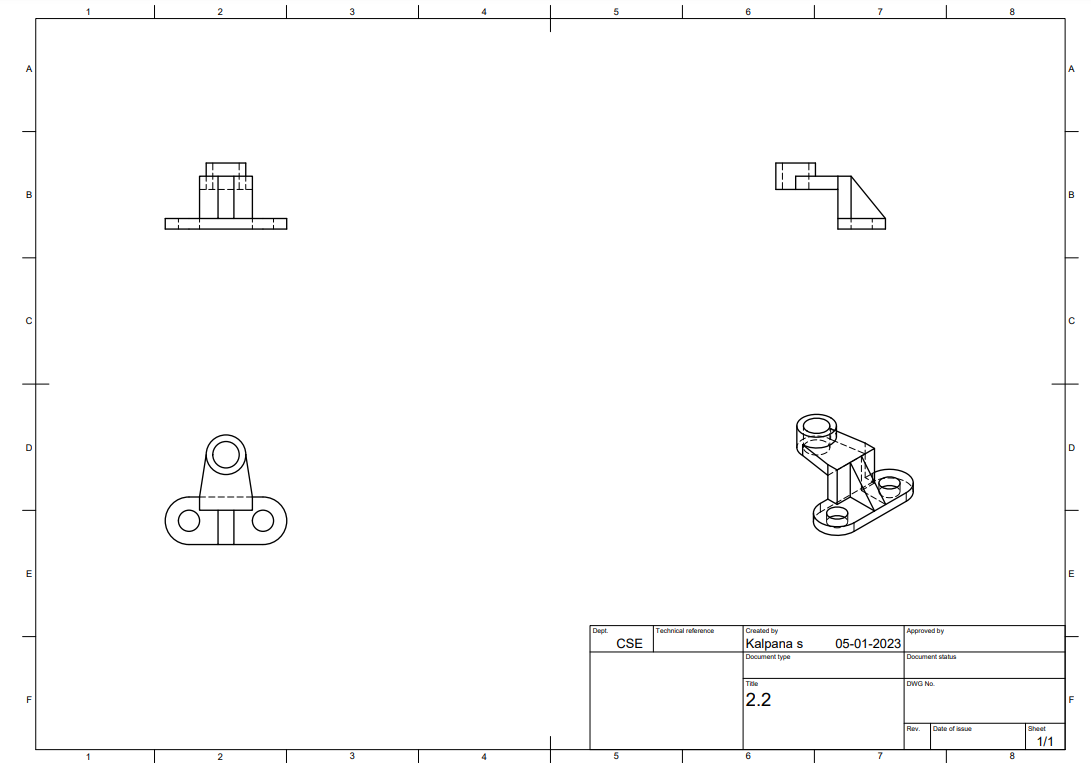 1 2 3 4 5 6 7 8
A A
B B
C C
D D
E E
F F
Dept. Technical reference Created by Approved by
CSE Kalpana s 05-01-2023
Document type Document status
Title DWG No.
2.2
Rev. Date of issue Sheet
1/1
1 2 3 4 5 6 7 8